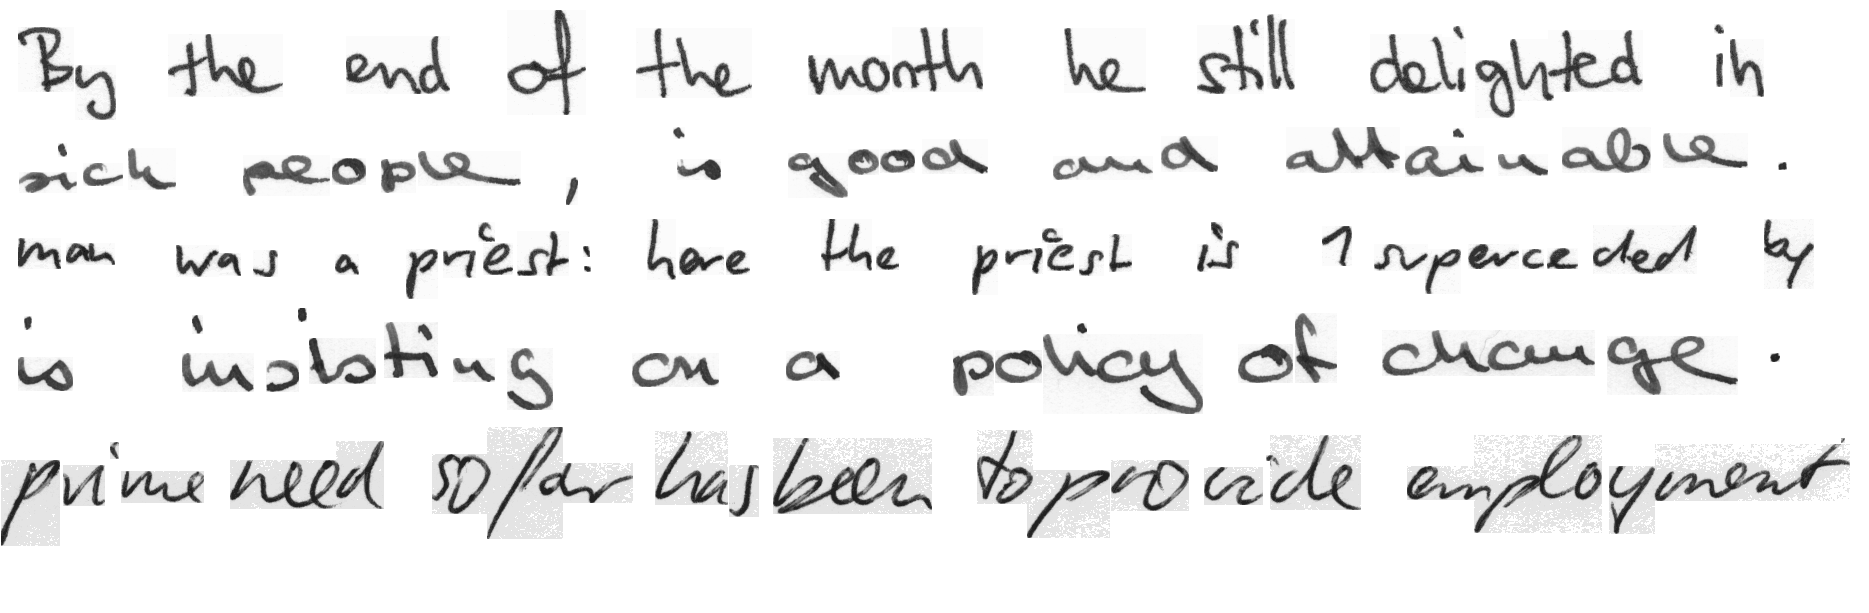 By the end of the month he still delighted in
sick people, is good and attainable.
man was a priest: here the priest is 1 superceded by
is insisting on a policy of change.
prime need so far has been to provide employment